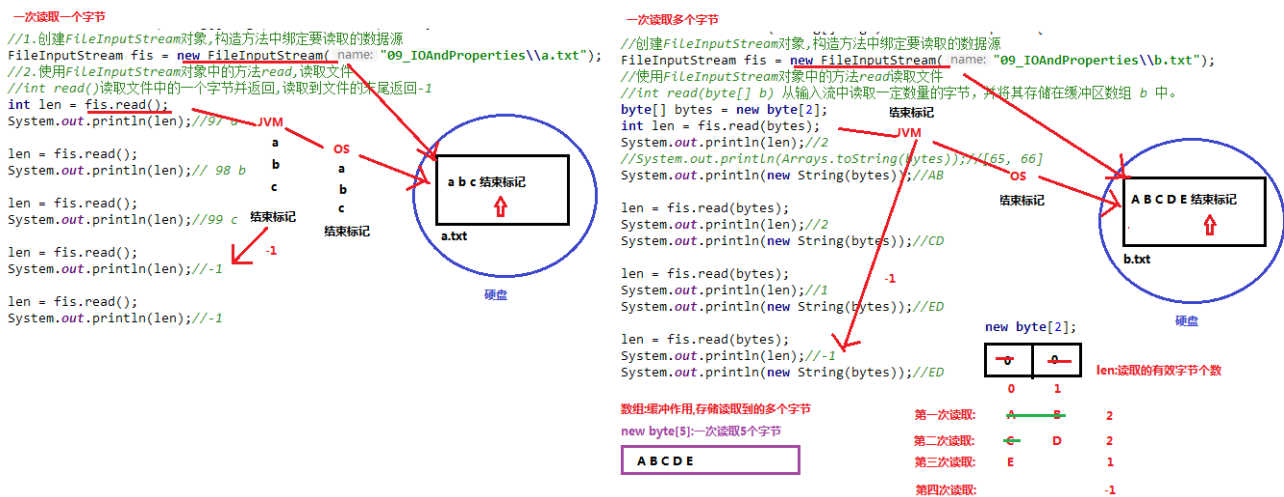 一次读取一个字节
//1.创建FileInputStream对象,构造方法中绑定要读取的数据源
FileInputStream fis = new FileInputStream( name: "09_IOAndProperties\\a.txt");
//2.使用FileInputStream对象中的方法read,读取文件
//int read()读取文件中的一个字节并返回,读取到文件的末尾返回-1
int len = fis.read();
System.out.println(len);//97 a
len = fis.read();
System.out.println(len);// 98 b
len = fis.read();
System.out.println(len);//99 c
len = fis.read();
System.out.println(len);//-1
len = fis.read();
System.out.println(len);//-1
JVM
a
b
c
结束标记
-1
OS
a
b
c
结束标记
a b c 结束标记
a.txt
硬盘
一次读取多个字节
//创建FileInputStream对象,构造方法中绑定要读取的数据源
FileInputStream fis = new FileInputStream( name: "09_IOAndProperties\\b.txt");
//使用FileInputStream对象中的方法read读取文件
//int read(byte[] b) 从输入流中读取一定数量的字节，并将其存储在缓冲区数组 b 中。
byte[] bytes = new byte[2];
int len = fis.read(bytes);
System.out.println(len);//2
//System.out.println(Arrays.toString(bytes));//[65, 66]
System.out.println(new String(bytes));//AB
len = fis.read(bytes);
System.out.println(len);//2
System.out.println(new String(bytes));//CD
len = fis.read(bytes);
System.out.println(len);//1
System.out.println(new String(bytes));//ED
len = fis.read(bytes);
System.out.println(len);//-1
System.out.println(new String(bytes));//ED
结束标记
JVM
-1
OS
结束标记
A B C D E 结束标记
b.txt
硬盘
new byte[2];
0 0
len:读取的有效字节个数
0 1
第一次读取: A B 2
第二次读取: C D 2
第三次读取: E 1
第四次读取: -1
数组:缓冲作用,存储读取到的多个字节
new byte[5]:一次读取5个字节
A B C D E